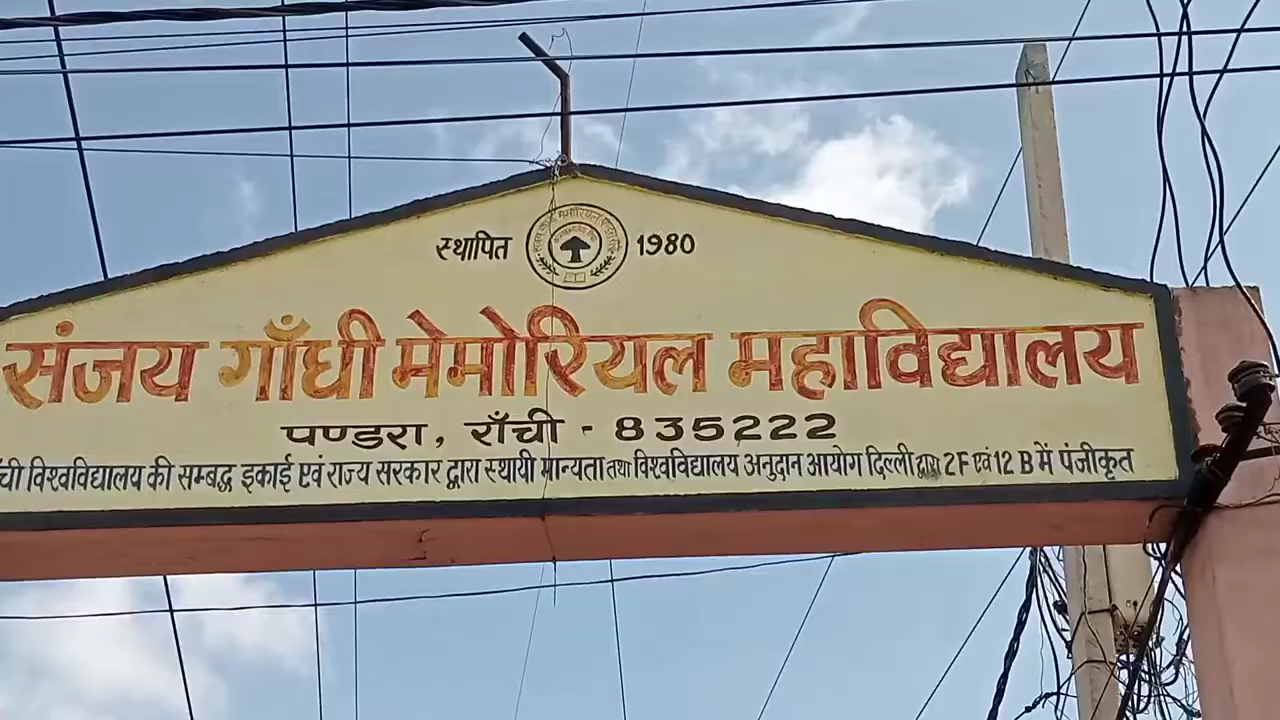 स्थापित 1980
संजय गाँधी मेमोरियल महाविद्यालय
पण्डरा, राँची - 835222
विश्वविद्यालय की सम्बद्ध इकाई एवं राज्य सरकार द्वारा स्थायी मान्यता तथा विश्वविद्यालय अनुदान आयोग दिल्ली द्वारा 2F एवं 12 B में पंजीकृत